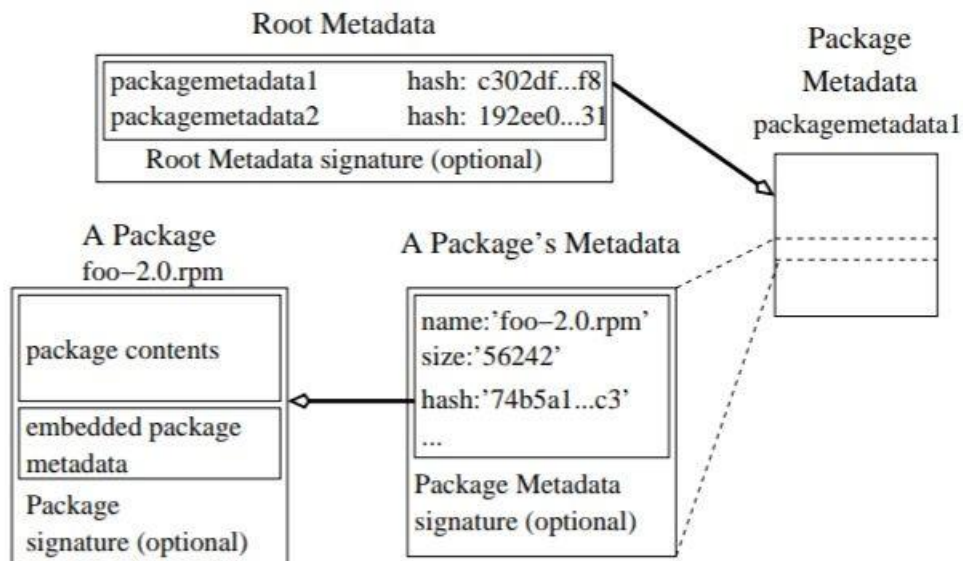 Root Metadata
packagemetadata1 hash: c302df...f8
packagemetadata2 hash: 192ee0...31
Root Metadata signature (optional)
Package
Metadata
packagemetadata1
A Package
foo−2.0.rpm
package contents
embedded package
metadata
Package
signature (optional)
A Package's Metadata
name:'foo−2.0.rpm'
size:'56242'
hash:'74b5a1...c3'
...
Package Metadata
signature (optional)